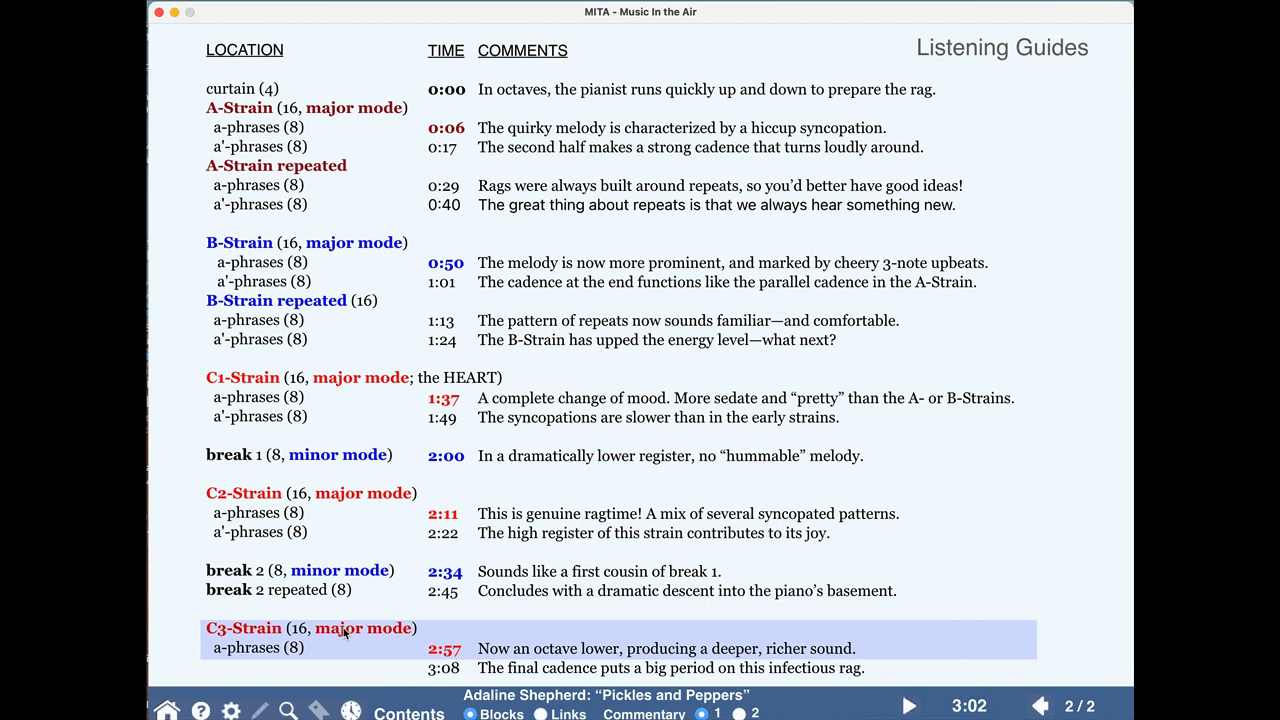 MITA - Music In the Air
Listening Guides
LOCATION TIME COMMENTS
curtain (4) 0:00 In octaves, the pianist runs quickly up and down to prepare the rag.
A-Strain (16, major mode)
a-phrases (8) 0:06 The quirky melody is characterized by a hiccup syncopation.
a'-phrases (8) 0:17 The second half makes a strong cadence that turns loudly around.
A-Strain repeated
a-phrases (8) 0:29 Rags were always built around repeats, so you’d better have good ideas!
a'-phrases (8) 0:40 The great thing about repeats is that we always hear something new.
B-Strain (16, major mode)
a-phrases (8) 0:50 The melody is now more prominent, and marked by cheery 3-note upbeats.
a'-phrases (8) 1:01 The cadence at the end functions like the parallel cadence in the A-Strain.
B-Strain repeated (16)
a-phrases (8) 1:13 The pattern of repeats now sounds familiar—and comfortable.
a'-phrases (8) 1:24 The B-Strain has upped the energy level—what next?
C1-Strain (16, major mode; the HEART)
a-phrases (8) 1:37 A complete change of mood. More sedate and “pretty” than the A- or B-Strains.
a'-phrases (8) 1:49 The syncopations are slower than in the early strains.
break 1 (8, minor mode) 2:00 In a dramatically lower register, no “hummable” melody.
C2-Strain (16, major mode)
a-phrases (8) 2:11 This is genuine ragtime! A mix of several syncopated patterns.
a'-phrases (8) 2:22 The high register of this strain contributes to its joy.
break 2 (8, minor mode) 2:34 Sounds like a first cousin of break 1.
break 2 repeated (8) 2:45 Concludes with a dramatic descent into the piano’s basement.
C3-Strain (16, major mode)
a-phrases (8) 2:57 Now an octave lower, producing a deeper, richer sound.
3:08 The final cadence puts a big period on this infectious rag.
Adaline Shepherd: “Pickles and Peppers”
Contents Blocks Links Commentary 1 2 3:02 2 / 2